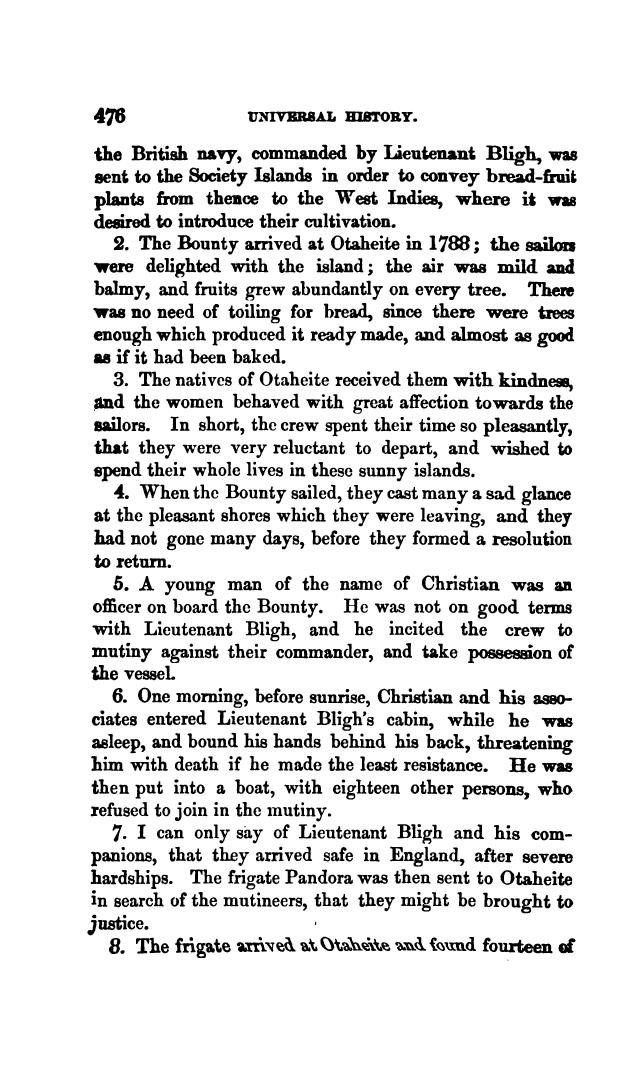 476 UNIVERSAL HISTORY.
the British navy, commanded by Lieutenant Bligh, was
sent to the Society Islands in order to convey bread-fruit
plants from thence to the West Indies, where it was
desired to introduce their cultivation.
2. The Bounty arrived at Otaheite in 1788; the sailors
were delighted with the island; the air was mild and
balmy, and fruits grew abundantly on every tree. There
was no need of toiling for bread, since there were trees
enough which produced it ready made, and almost as good
as if it had been baked.
3. The natives of Otaheite received them with kindness,
and the women behaved with great affection towards the
sailors. In short, the crew spent their time so pleasantly,
that they were very reluctant to depart, and wished to
spend their whole lives in these sunny islands.
4. When the Bounty sailed, they cast many a sad glance
at the pleasant shores which they were leaving, and they
had not gone many days, before they formed a resolution
to return.
5. A young man of the name of Christian was an
officer on board the Bounty. He was not on good terms
with Lieutenant Bligh, and he incited the crew to
mutiny against their commander, and take possession of
the vessel.
6. One morning, before sunrise, Christian and his asso-
ciates entered Lieutenant Bligh's cabin, while he was
asleep, and bound his hands behind his back, threatening
him with death if he made the least resistance. He was
then put into a boat, with eighteen other persons, who
refused to join in the mutiny.
7. I can only say of Lieutenant Bligh and his com-
panions, that they arrived safe in England, after severe
hardships. The frigate Pandora was then sent to Otaheite
in search of the mutineers, that they might be brought to
justice.
8. The frigate arrived at Otaheite and found fourteen of